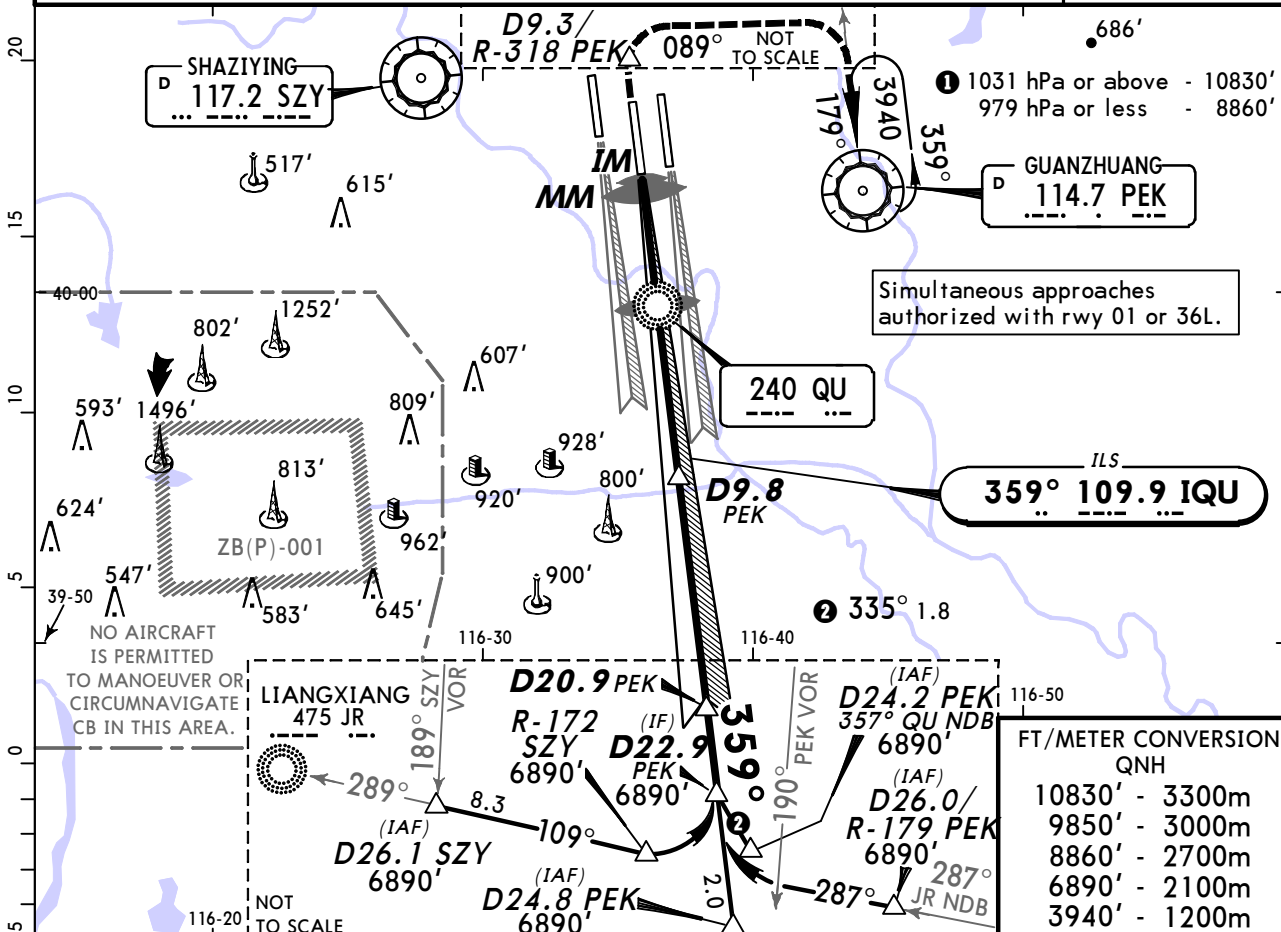 20
D9.3/
R-318 PEK
089°
NOT
TO SCALE
686'
SHAZIYING
D 117.2 SZY
179°
3940
359°
1 1031 hPa or above - 10830'
979 hPa or less - 8860'
517'
615'
IM
MM
GUANZHUANG
D 114.7 PEK
15
40-00
Simultaneous approaches
authorized with rwy 01 or 36L.
1252'
802'
607'
240 QU
10
593'
1496'
809'
928'
920'
800'
813'
D9.8
PEK
ILS
359° 109.9 IQU
624'
962'
ZB(P)-001
5
547'
583'
645'
900'
39-50
2 335° 1.8
NO AIRCRAFT
IS PERMITTED
TO MANOEUVER OR
CIRCUMNAVIGATE
CB IN THIS AREA.
116-30
116-40
116-50
LIANGXIANG
475 JR
189° SZY
VOR
D20.9 PEK
R-172
SZY
6890'
(IF)
D22.9
PEK
6890'
359°
190° PEK VOR
(IAF)
D24.2 PEK
357° QU NDB
6890'
(IAF)
D26.0/
R-179 PEK
6890'
0
289°
8.3
109°
2
(IAF)
D26.1 SZY
6890'
(IAF)
D24.8 PEK
6890'
2.0
287°
287°
JR NDB
116-20
NOT
TO SCALE
5
FT/METER CONVERSION
QNH
10830' - 3300m
9850' - 3000m
8860' - 2700m
6890' - 2100m
3940' - 1200m